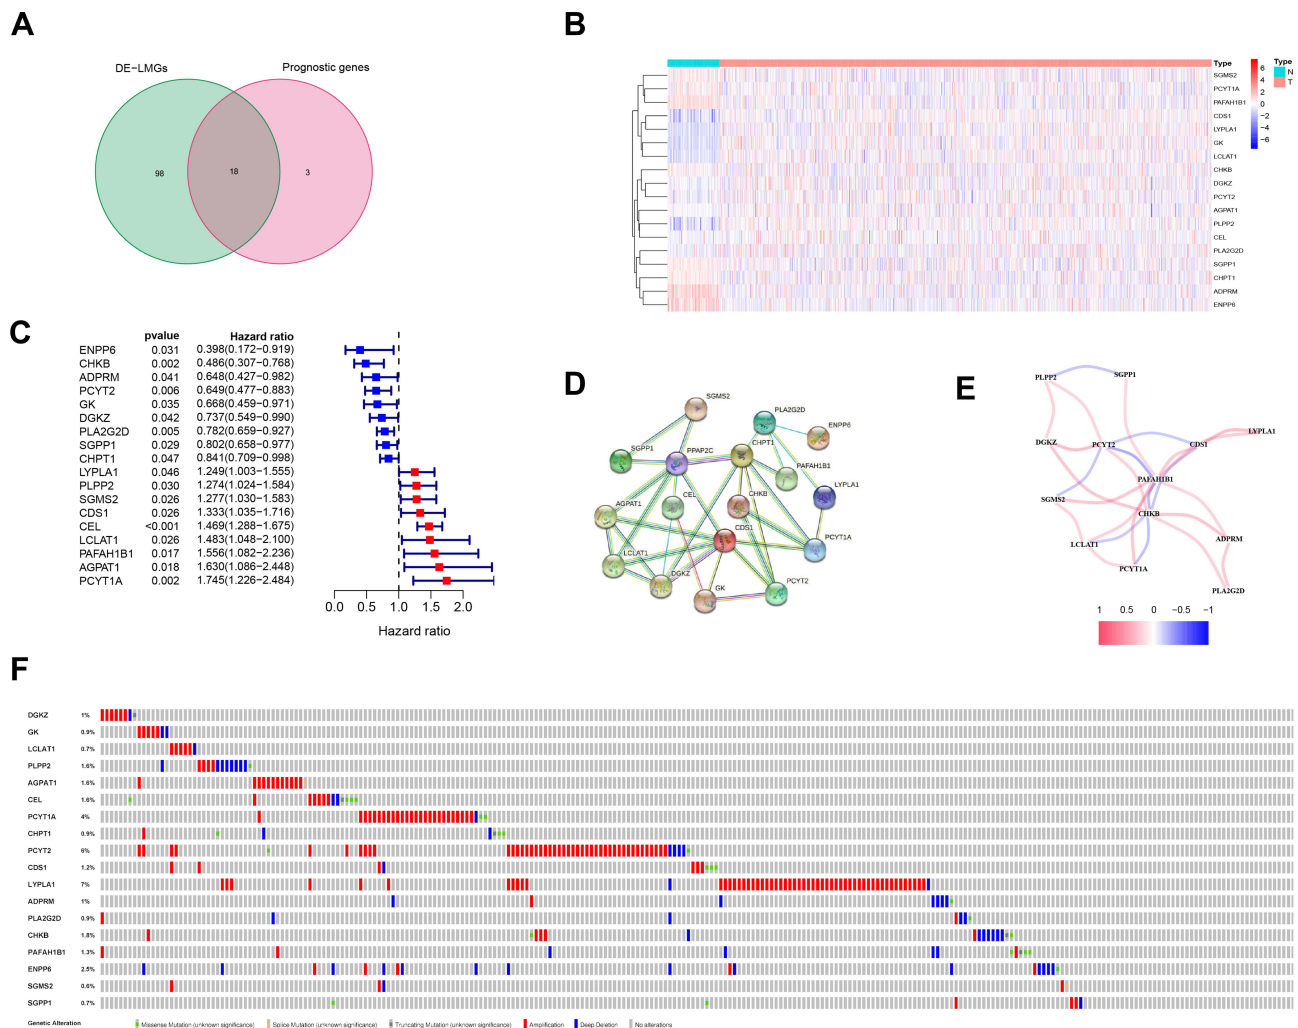 A
DE-LMGs
Prognostic genes
98
18
3
B
Type
SGMS2
PCYT1A
PAFAH1B1
CDS1
LYPLA1
GK
LCLAT1
CHKB
DGKZ
PCYT2
AGPAT1
PLPP2
CEL
PLA2G2D
SGPP1
CHPT1
ADPRM
ENPP6
6
4
2
0
−2
−4
−6
Type
N
T
C
pvalue Hazard ratio
ENPP6 0.031 0.398(0.172−0.919)
CHKB 0.002 0.486(0.307−0.768)
ADPRM 0.041 0.648(0.427−0.982)
PCYT2 0.006 0.649(0.477−0.883)
GK 0.035 0.668(0.459−0.971)
DGKZ 0.042 0.737(0.549−0.990)
PLA2G2D 0.005 0.782(0.659−0.927)
SGPP1 0.029 0.802(0.658−0.977)
CHPT1 0.047 0.841(0.709−0.998)
LYPLA1 0.046 1.249(1.003−1.555)
PLPP2 0.030 1.274(1.024−1.584)
SGMS2 0.026 1.277(1.030−1.583)
CDS1 0.026 1.333(1.035−1.716)
CEL <0.001 1.469(1.288−1.675)
LCLAT1 0.026 1.483(1.048−2.100)
PAFAH1B1 0.017 1.556(1.082−2.236)
AGPAT1 0.018 1.630(1.086−2.448)
PCYT1A 0.002 1.745(1.226−2.484)
0.0 0.5 1.0 1.5 2.0
Hazard ratio
D
SGMS2
PLA2G2D
ENPP6
SGPP1
PPAP2C
CHPT1
PAFAH1B1
LYPLA1
CEL
CHKB
AGPAT1
CDS1
PCYT1A
LCLAT1
DGKZ
GK
PCYT2
E
PLPP2
SGPP1
LYPLA1
DGKZ
PCYT2
CDS1
PAFAH1B1
SGMS2
CHKB
LCLAT1
ADPRM
PCYT1A
PLA2G2D
1 0.5 0 −0.5 −1
F
DGKZ 1%
GK 0.9%
LCLAT1 0.7%
PLPP2 1.6%
AGPAT1 1.6%
CEL 1.6%
PCYT1A 4%
CHPT1 0.9%
PCYT2 6%
CDS1 1.2%
LYPLA1 7%
ADPRM 1%
PLA2G2D 0.9%
CHKB 1.8%
PAFAH1B1 1.3%
ENPP6 2.5%
SGMS2 0.6%
SGPP1 0.7%
Genetic Alteration Missense Mutation (unknown significance) Splice Mutation (unknown significance) Truncating Mutation (unknown significance) Amplification Deep Deletion No alterations